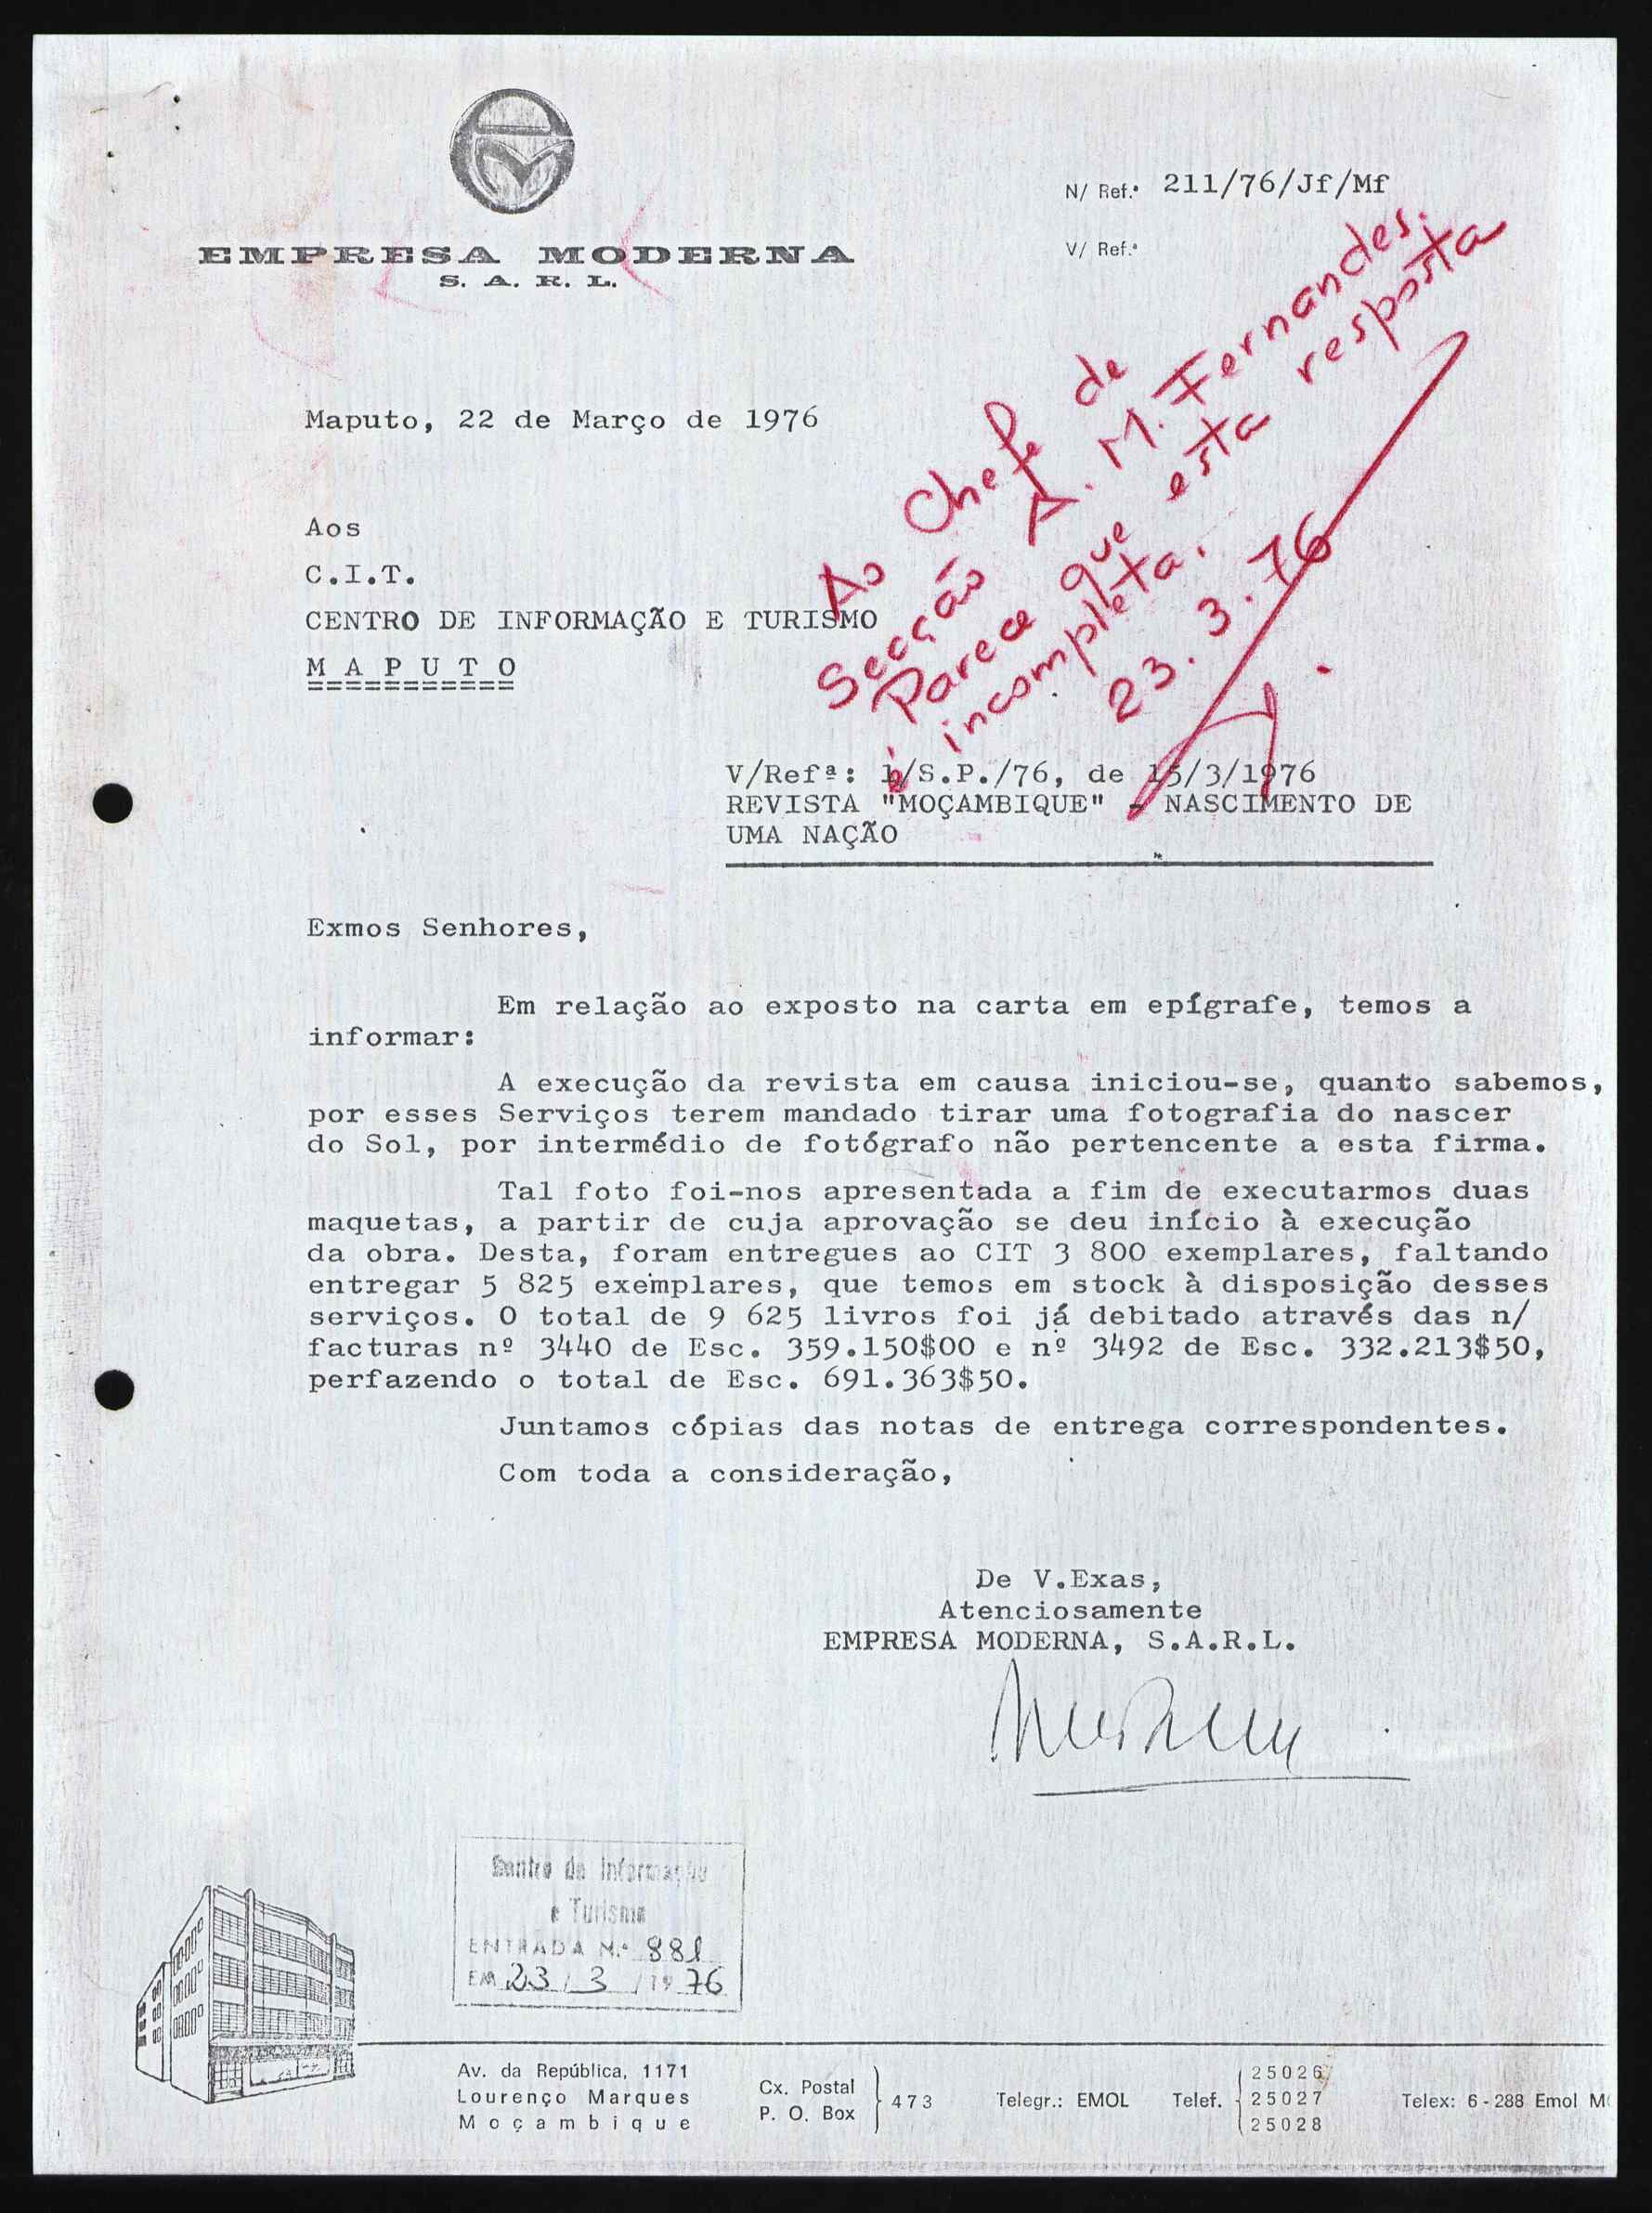 EMPRESA MODERNA
S. A. R. L.
N/ Ref.ª 211/76/Jf/Mf
V/ Ref.ª
Ao Chefe de
Secção A. M. Fernandes.
Parece que esta resposta
é incompleta.
23.3.76
Maputo, 22 de Março de 1976
Aos
C.I.T.
CENTRO DE INFORMAÇÃO E TURISMO
M A P U T O
===========
V/Refª: /S.P./76, de 15/3/1976
REVISTA "MOÇAMBIQUE" - NASCIMENTO DE
UMA NAÇÃO
Exmos Senhores,
Em relação ao exposto na carta em epígrafe, temos a
informar:
A execução da revista em causa iniciou-se, quanto sabemos,
por esses Serviços terem mandado tirar uma fotografia do nascer
do Sol, por intermédio de fotógrafo não pertencente a esta firma.
Tal foto foi-nos apresentada a fim de executarmos duas
maquetas, a partir de cuja aprovação se deu início à execução
da obra. Desta, foram entregues ao CIT 3 800 exemplares, faltando
entregar 5 825 exemplares, que temos em stock à disposição desses
serviços. O total de 9 625 livros foi já debitado através das n/
facturas nº 3440 de Esc. 359.150$00 e nº 3492 de Esc. 332.213$50,
perfazendo o total de Esc. 691.363$50.
Juntamos cópias das notas de entrega correspondentes.
Com toda a consideração,
De V.Exas,
Atenciosamente
EMPRESA MODERNA, S.A.R.L.
Centro de Informação
e Turismo
ENTRADA N.º 881
EM 23 / 3 /19 76
Av. da República, 1171
Lourenço Marques
Moçambique
Cx. Postal
P. O. Box
473
Telegr.: EMOL
Telef.
25026
25027
25028
Telex: 6-288 Emol M